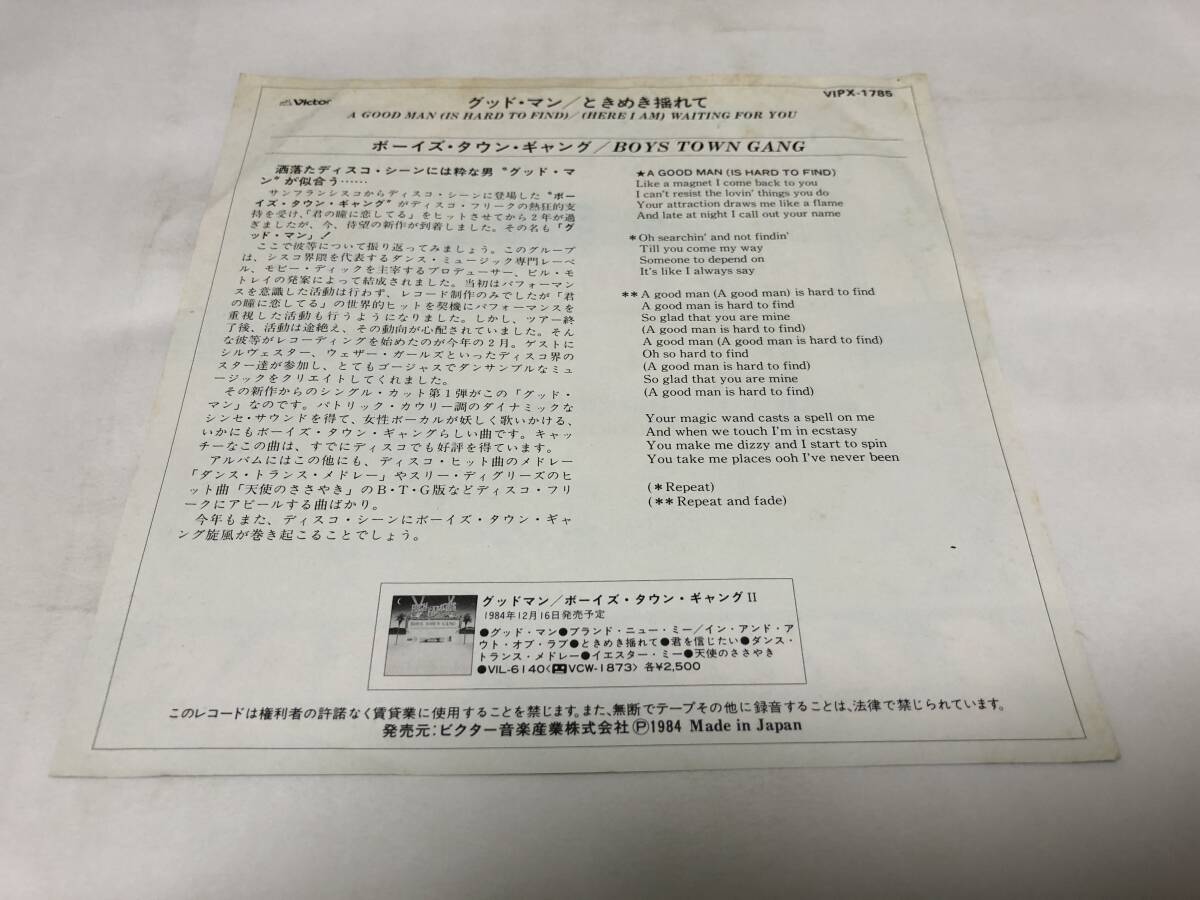 Victor
グッド・マン/ときめき揺れて
VIPX-1785
A GOOD MAN (IS HARD TO FIND)/(HERE I AM) WAITING FOR YOU
ボーイズ・タウン・ギャング/BOYS TOWN GANG
洒落たディスコ・シーンには粋な男“グッド・マ
ン”が似合う……
サンフランシスコからディスコ・シーンに登場した“ボー
イズ・タウン・ギャング”がディスコ・フリークの熱狂的支
持を受け、「君の瞳に恋してる」をヒットさせてから2年が過
ぎましたが、今、待望の新作が到着しました。その名も「グ
ッド・マン」!
ここで彼等について振り返ってみましょう。このグループ
は、シスコ界隈を代表するダンス・ミュージック専門レーベ
ル、モビー・ディックを主宰するプロデューサー、ビル・モ
トレイの発案によって結成されました。当初はパフォーマン
スを意識した活動は行わず、レコード制作のみでしたが「君
の瞳に恋してる」の世界的ヒットを契機にパフォーマンスを
重視した活動も行うようになりました。しかし、ツアー終
了後、活動は途絶え、その動向が心配されていました。そん
な彼等がレコーディングを始めたのが今年の2月。ゲストに
シルヴェスター、ウェザー・ガールズといったディスコ界の
スター達が参加し、とてもゴージャスでダンサンブルなミュ
ージックをクリエイトしてくれました。
その新作からのシングル・カット第1弾がこの「グッド・
マン」なのです。パトリック・カウリー調のダイナミックな
シンセ・サウンドを得て、女性ボーカルが妖しく歌いかける、
いかにもボーイズ・タウン・ギャングらしい曲です。キャッ
チーなこの曲は、すでにディスコでも好評を得ています。
アルバムにはこの他にも、ディスコ・ヒット曲のメドレー
「ダンス・トランス・メドレー」やスリー・ディグリーズのヒ
ット曲「天使のささやき」のB・T・G版などディスコ・フリ
ークにアピールする曲ばかり。
今年もまた、ディスコ・シーンにボーイズ・タウン・ギャ
ング旋風が巻き起こることでしょう。
★A GOOD MAN (IS HARD TO FIND)
Like a magnet I come back to you
I can't resist the lovin' things you do
Your attraction draws me like a flame
And late at night I call out your name
*Oh searchin' and not findin'
Till you come my way
Someone to depend on
It's like I always say
**A good man (A good man) is hard to find
A good man is hard to find
So glad that you are mine
(A good man is hard to find)
A good man (A good man is hard to find)
Oh so hard to find
(A good man is hard to find)
So glad that you are mine
(A good man is hard to find)
Your magic wand casts a spell on me
And when we touch I'm in ecstasy
You make me dizzy and I start to spin
You take me places ooh I've never been
(*Repeat)
(**Repeat and fade)
BOYS TOWN GANG
グッドマン/ボーイズ・タウン・ギャングII
1984年12月16日発売予定
●グッド・マン●ブランド・ニュー・ミー/イン・アンド・ア
ウト・オブ・ラブ●ときめき揺れて●君を信じたい●ダンス・
トランス・メドレー●イエスター・ミー●天使のささやき
●VIL-6140〈VCW-1873〉各¥2,500
このレコードは権利者の許諾なく賃貸業に使用することを禁じます。また、無断でテープその他に録音することは、法律で禁じられています。
発売元:ビクター音楽産業株式会社Ⓟ1984 Made in Japan